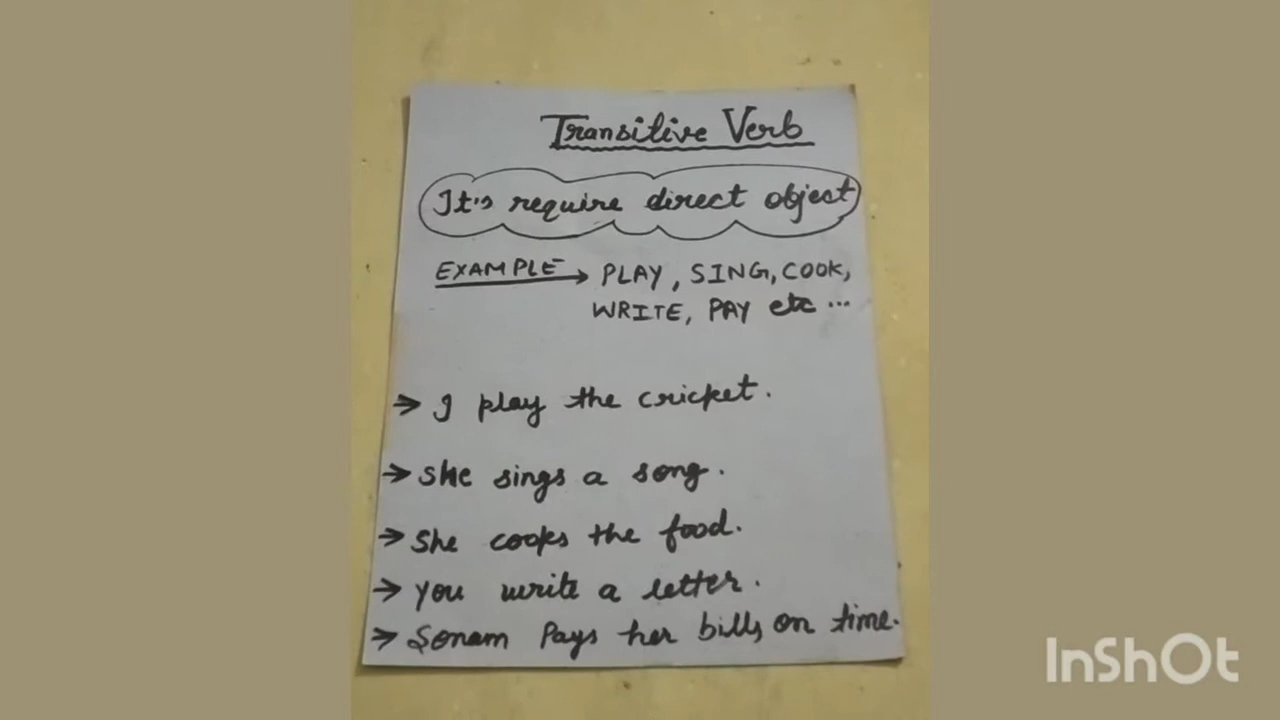 Transitive Verb
It's require direct object
EXAMPLE → PLAY, SING, COOK,
WRITE, PAY etc ...
→ I play the cricket.
→ She sings a song.
→ She cooks the food.
→ You write a letter.
→ Sonam Pays her bills on time.
InShOt